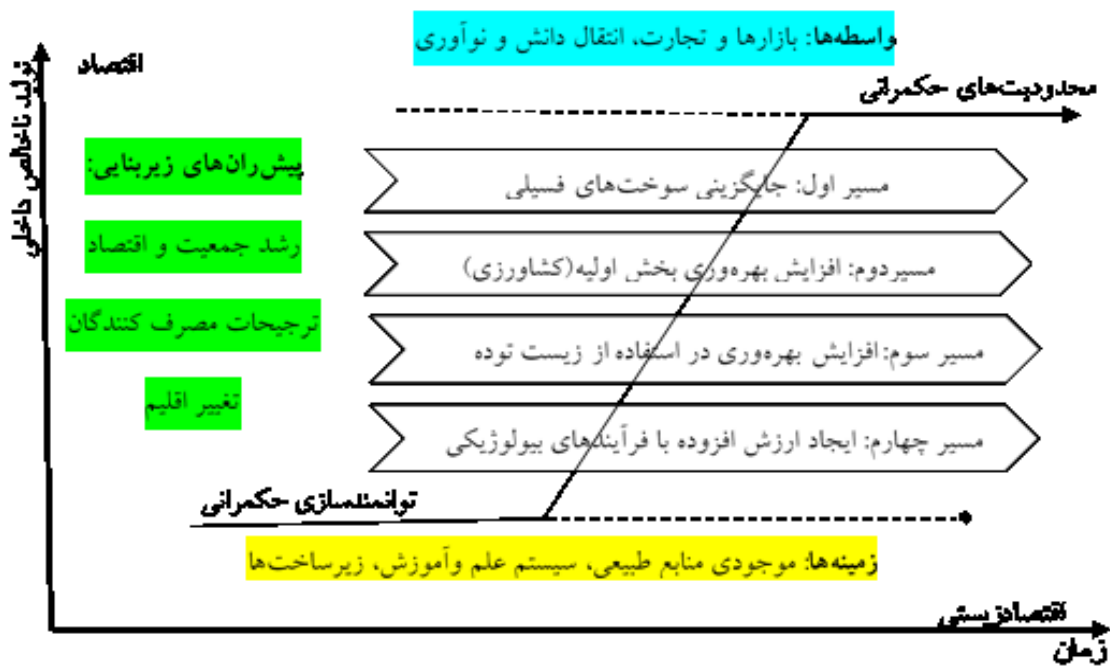 واسطه‌ها: بازارها و تجارت، انتقال دانش و نوآوری
اقتصاد
تولید ناخالص داخلی
محدودیت‌های حکمرانی
پیش‌ران‌های زیربنایی:
رشد جمعیت و اقتصاد
ترجیحات مصرف کنندگان
تغییر اقلیم
مسیر اول: جایگزینی سوخت‌های فسیلی
مسیردوم: افزایش بهره‌وری بخش اولیه(کشاورزی)
مسیر سوم: افزایش بهره‌وری در استفاده از زیست توده
مسیر چهارم: ایجاد ارزش افزوده با فرآیندهای بیولوژیکی
توانمندسازی حکمرانی
زمینه‌ها: موجودی منابع طبیعی، سیستم علم وآموزش، زیرساخت‌ها
اقتصادزیستی
زمان